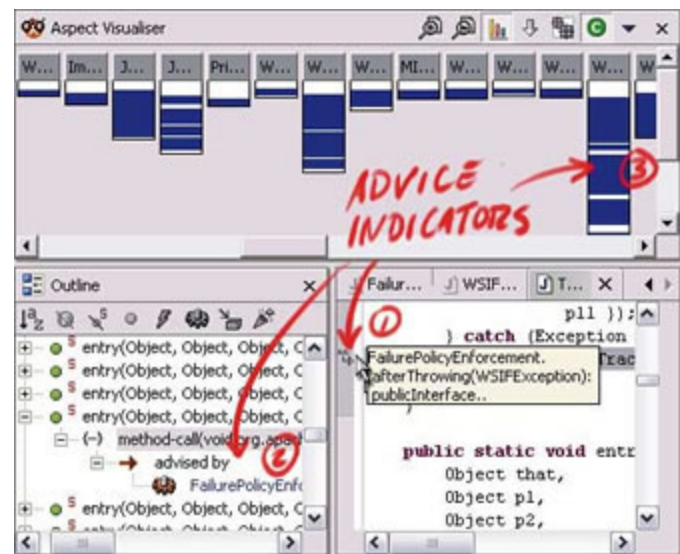 Aspect Visualiser
W... Im... J... J... Pri... W... W... W... MI... W... W... W... W... W
ADVICE
INDICATORS
3
Outline
entry(Object, Object, Object, C
entry(Object, Object, Object, C
entry(Object, Object, Object, C
entry(Object, Object, Object, C
method-call(void org.apach
2
advised by
FailurePolicyEnfo
entry(Object, Object, Object, C
Failur... WSIF... T...
1
pl1 });
} catch (Exception
Trac
FailurePolicyEnforcement.
afterThrowing(WSIFException):
publicInterface..
}
public static void entr
Object that,
Object p1,
Object p2,